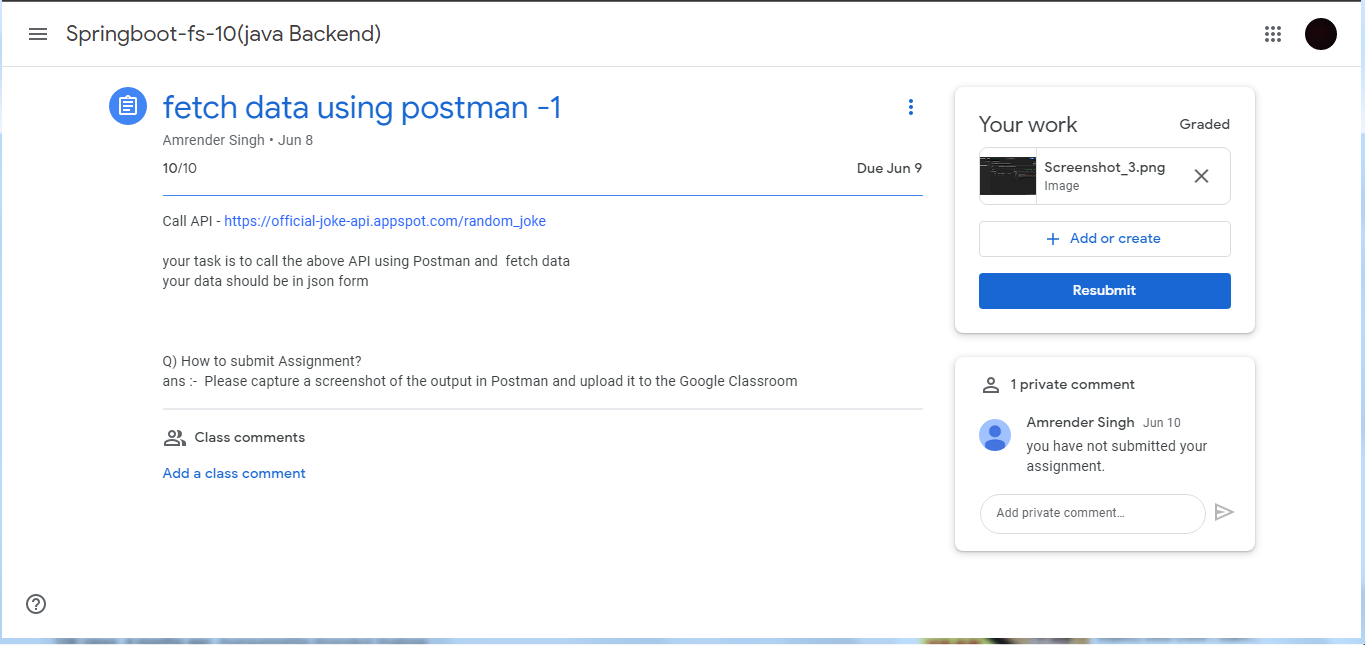 Springboot-fs-10(java Backend)
fetch data using postman -1
Amrender Singh • Jun 8
10/10
Due Jun 9
Call API - https://official-joke-api.appspot.com/random_joke
your task is to call the above API using Postman and  fetch data
your data should be in json form
Q) How to submit Assignment?
ans :-  Please capture a screenshot of the output in Postman and upload it to the Google Classroom
Class comments
Add a class comment
Your work
Graded
Screenshot_3.png
Image
Add or create
Resubmit
1 private comment
Amrender Singh Jun 10
you have not submitted your
assignment.
Add private comment…